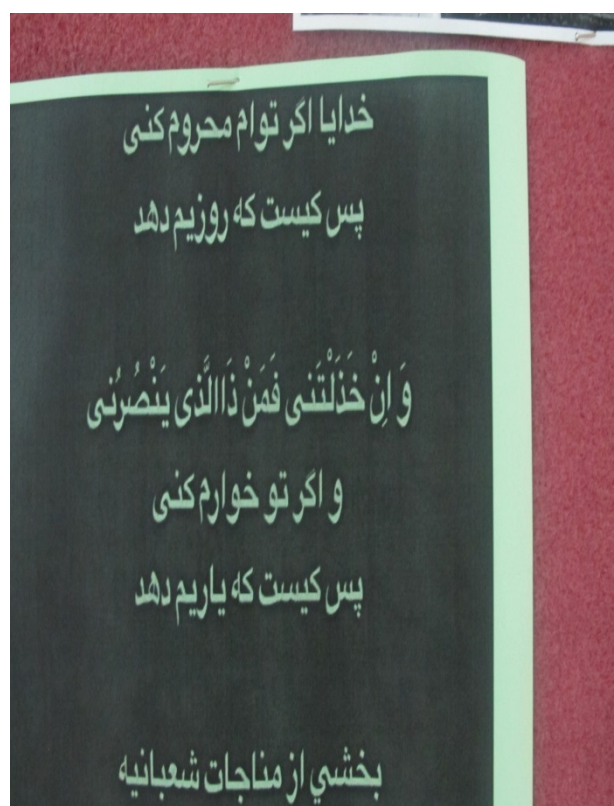 خدایا اگر توام محروم کنی
پس کیست که روزیم دهد
وَ اِنْ خَذَلْتَنی فَمَنْ ذَاالَّذی یَنْصُرُنی
و اگر تو خوارم کنی
پس کیست که یاریم دهد
بخشي از مناجات شعبانیه